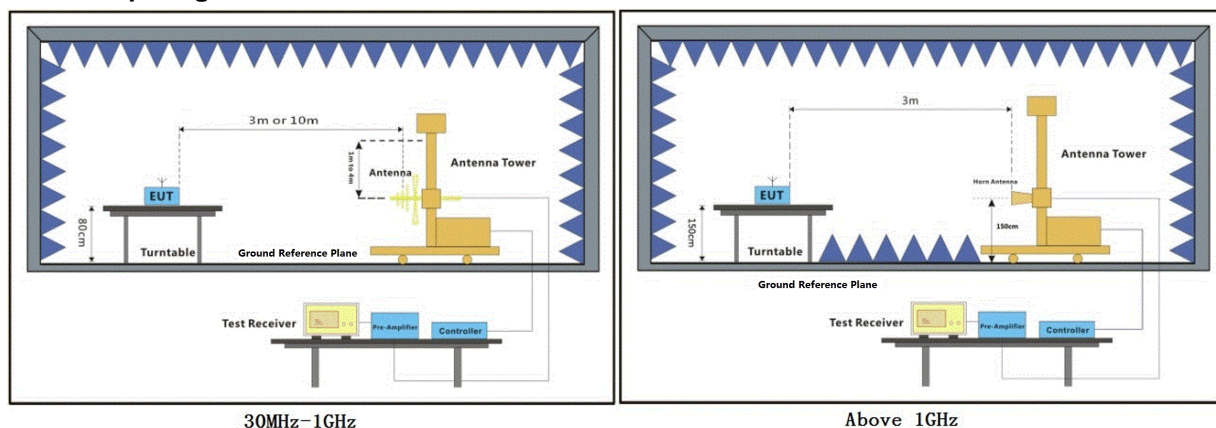 3m or 10m
1m to 4m
Antenna
Antenna Tower
EUT
80cm
Turntable
Ground Reference Plane
Test Receiver
Pre-Amplifier
Controller
30MHz-1GHz
3m
Antenna Tower
Horn Antenna
EUT
150cm
150cm
Turntable
Ground Reference Plane
Test Receiver
Pre-Amplifier
Controller
Above 1GHz